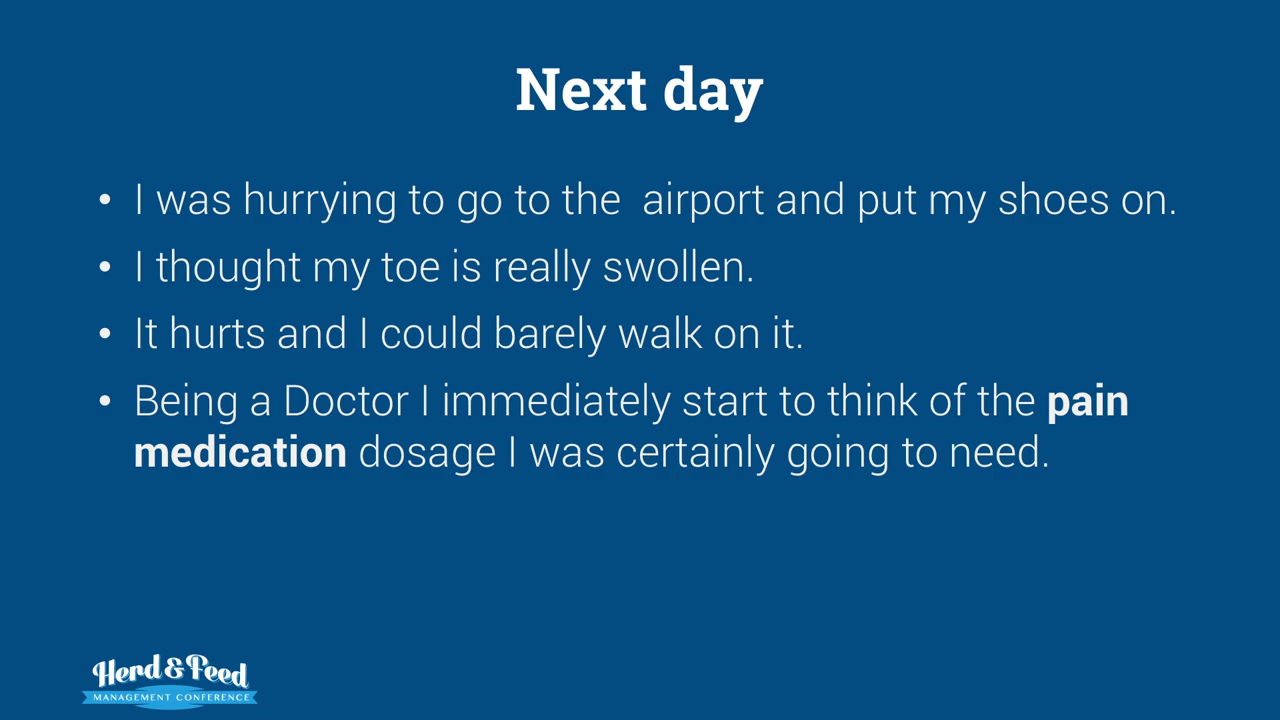 Next day
• I was hurrying to go to the  airport and put my shoes on.
• I thought my toe is really swollen.
• It hurts and I could barely walk on it.
• Being a Doctor I immediately start to think of the pain
medication dosage I was certainly going to need.
Herd & Feed
MANAGEMENT CONFERENCE